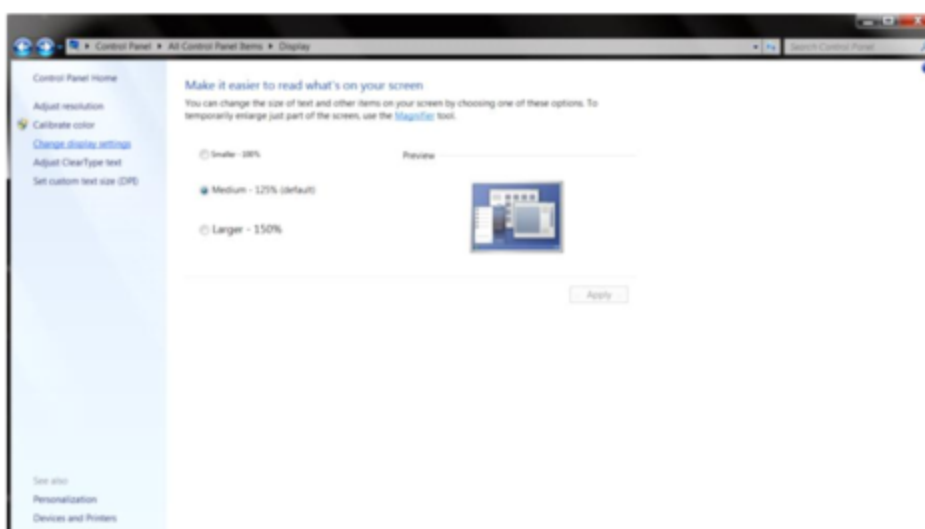 Control Panel ▸ All Control Panel Items ▸ Display
Search Control Panel
Control Panel Home
Adjust resolution
Calibrate color
Change display settings
Adjust ClearType text
Set custom text size (DPI)
Make it easier to read what's on your screen
You can change the size of text and other items on your screen by choosing one of these options. To
temporarily enlarge just part of the screen, use the Magnifier tool.
Smaller - 100%
Preview
Medium - 125% (default)
Larger - 150%
Apply
See also
Personalization
Devices and Printers